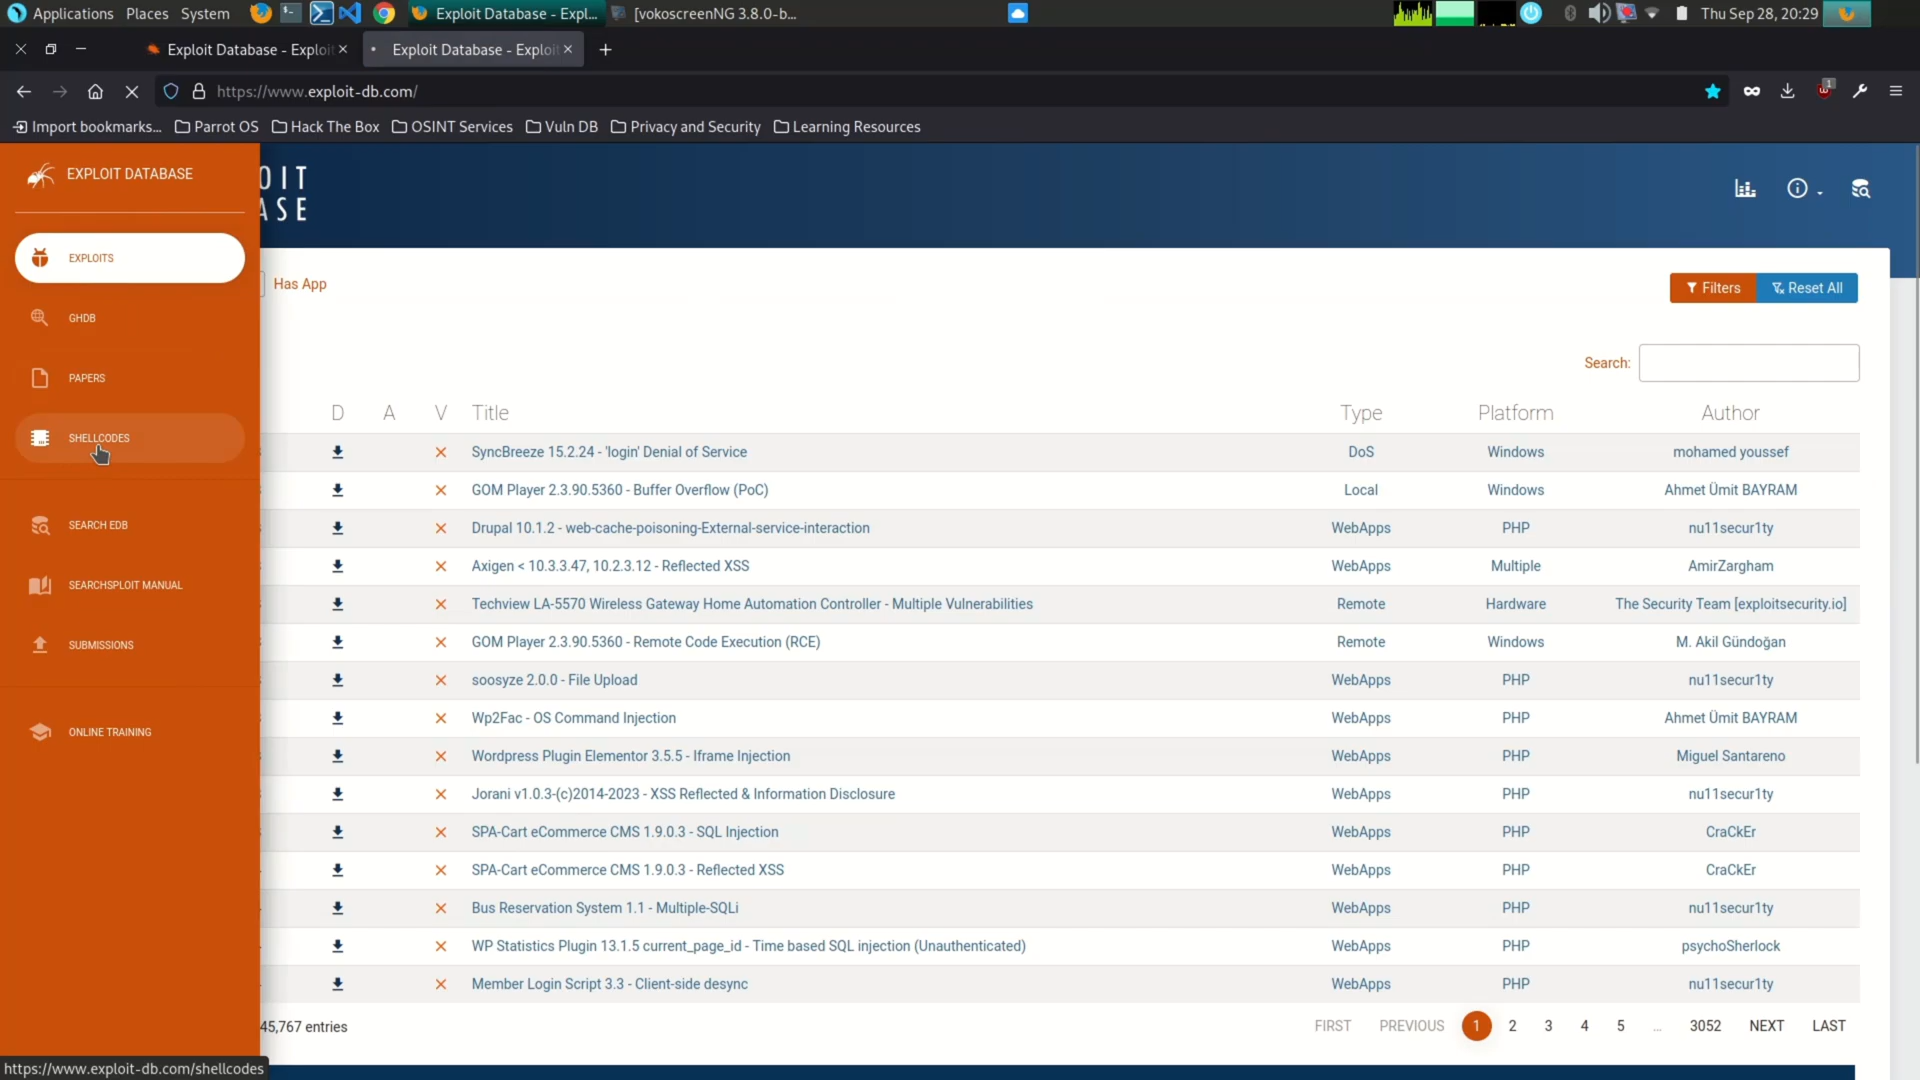 Applications Places System Exploit Database - Expl... [vokoscreenNG 3.8.0-b... Thu Sep 28, 20:29
Exploit Database - Exploit Exploit Database - Exploit
https://www.exploit-db.com/ 1
Import bookmarks... Parrot OS Hack The Box OSINT Services Vuln DB Privacy and Security Learning Resources
EXPLOIT DATABASE
OIT
ASE
EXPLOITS
GHDB
PAPERS
SHELLCODES
SEARCH EDB
SEARCHSPLOIT MANUAL
SUBMISSIONS
ONLINE TRAINING
Has App
Filters Reset All
Search:
D A V Title Type Platform Author
SyncBreeze 15.2.24 - 'login' Denial of Service DoS Windows mohamed youssef
GOM Player 2.3.90.5360 - Buffer Overflow (PoC) Local Windows Ahmet Ümit BAYRAM
Drupal 10.1.2 - web-cache-poisoning-External-service-interaction WebApps PHP nu11secur1ty
Axigen < 10.3.3.47, 10.2.3.12 - Reflected XSS WebApps Multiple AmirZargham
Techview LA-5570 Wireless Gateway Home Automation Controller - Multiple Vulnerabilities Remote Hardware The Security Team [exploitsecurity.io]
GOM Player 2.3.90.5360 - Remote Code Execution (RCE) Remote Windows M. Akil Gündoğan
soosyze 2.0.0 - File Upload WebApps PHP nu11secur1ty
Wp2Fac - OS Command Injection WebApps PHP Ahmet Ümit BAYRAM
Wordpress Plugin Elementor 3.5.5 - Iframe Injection WebApps PHP Miguel Santareno
Jorani v1.0.3-(c)2014-2023 - XSS Reflected & Information Disclosure WebApps PHP nu11secur1ty
SPA-Cart eCommerce CMS 1.9.0.3 - SQL Injection WebApps PHP CraCkEr
SPA-Cart eCommerce CMS 1.9.0.3 - Reflected XSS WebApps PHP CraCkEr
Bus Reservation System 1.1 - Multiple-SQLi WebApps PHP nu11secur1ty
WP Statistics Plugin 13.1.5 current_page_id - Time based SQL injection (Unauthenticated) WebApps PHP psychoSherlock
Member Login Script 3.3 - Client-side desync WebApps PHP nu11secur1ty
45,767 entries FIRST PREVIOUS 1 2 3 4 5 ... 3052 NEXT LAST
https://www.exploit-db.com/shellcodes